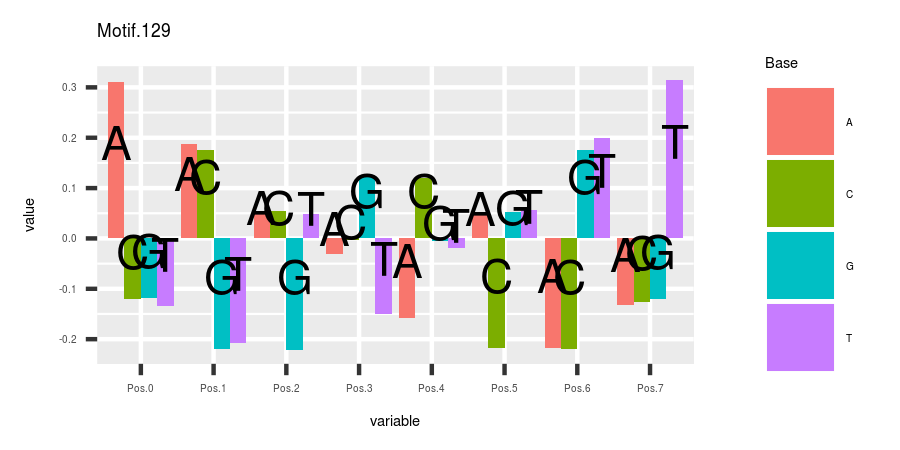 Motif.129
Base
0.3
0.2
0.1
0.0
-0.1
-0.2
value
A C G T
A C G T
A C G T
A C G T
A C G T
A C G T
A C G T
A C G T
Pos.0 Pos.1 Pos.2 Pos.3 Pos.4 Pos.5 Pos.6 Pos.7
variable
A
C
G
T